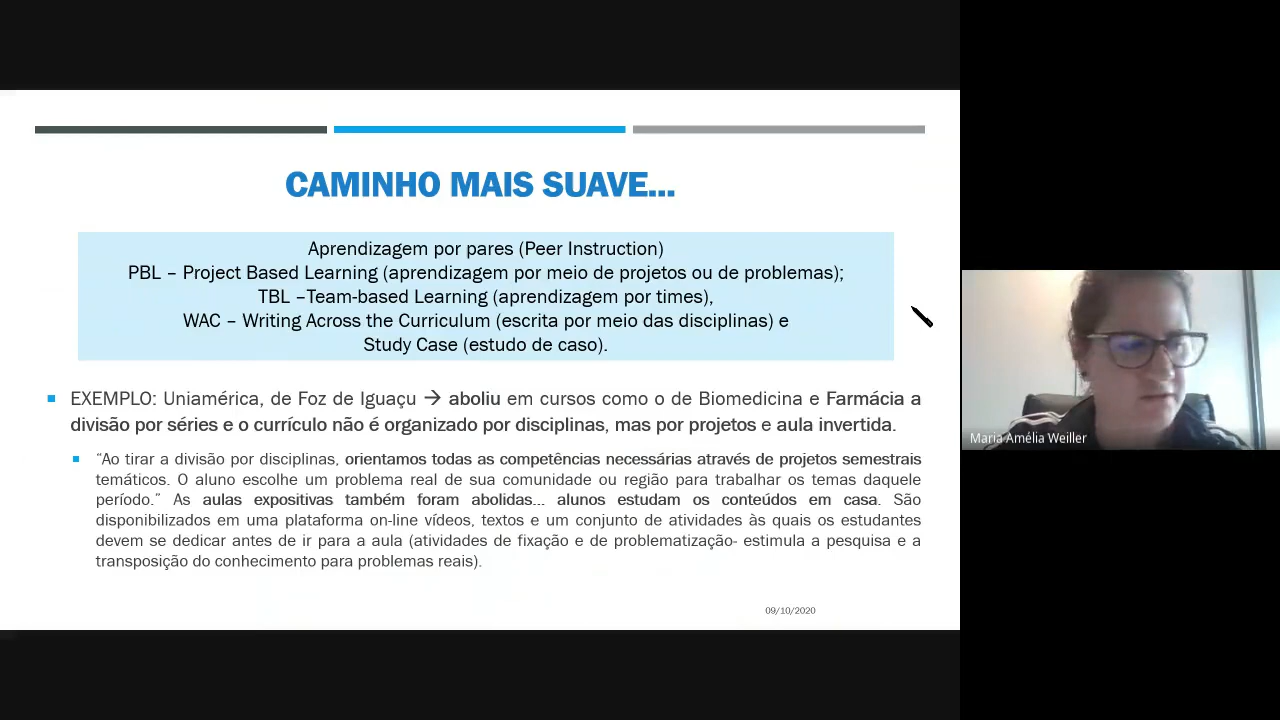 CAMINHO MAIS SUAVE...
Aprendizagem por pares (Peer Instruction)
PBL – Project Based Learning (aprendizagem por meio de projetos ou de problemas);
TBL –Team-based Learning (aprendizagem por times),
WAC – Writing Across the Curriculum (escrita por meio das disciplinas) e
Study Case (estudo de caso).
EXEMPLO: Uniamérica, de Foz de Iguaçu → aboliu em cursos como o de Biomedicina e Farmácia a
divisão por séries e o currículo não é organizado por disciplinas, mas por projetos e aula invertida.
“Ao tirar a divisão por disciplinas, orientamos todas as competências necessárias através de projetos semestrais
temáticos. O aluno escolhe um problema real de sua comunidade ou região para trabalhar os temas daquele
período.” As aulas expositivas também foram abolidas... alunos estudam os conteúdos em casa. São
disponibilizados em uma plataforma on-line vídeos, textos e um conjunto de atividades às quais os estudantes
devem se dedicar antes de ir para a aula (atividades de fixação e de problematização- estimula a pesquisa e a
transposição do conhecimento para problemas reais).
09/10/2020
Maria Amélia Weiller